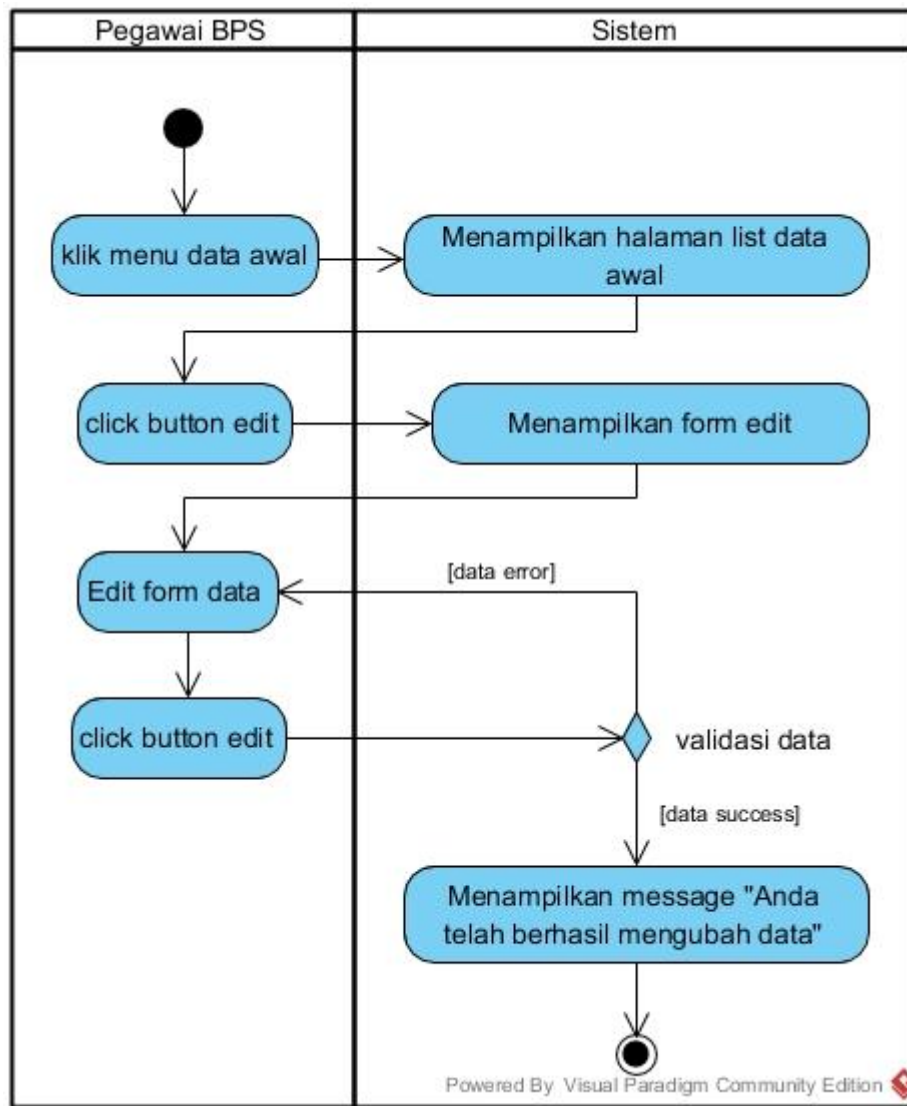 Pegawai BPS
Sistem
klik menu data awal
Menampilkan halaman list data
awal
click button edit
Menampilkan form edit
Edit form data
[data error]
click button edit
validasi data
[data success]
Menampilkan message "Anda
telah berhasil mengubah data"
Powered By Visual Paradigm Community Edition